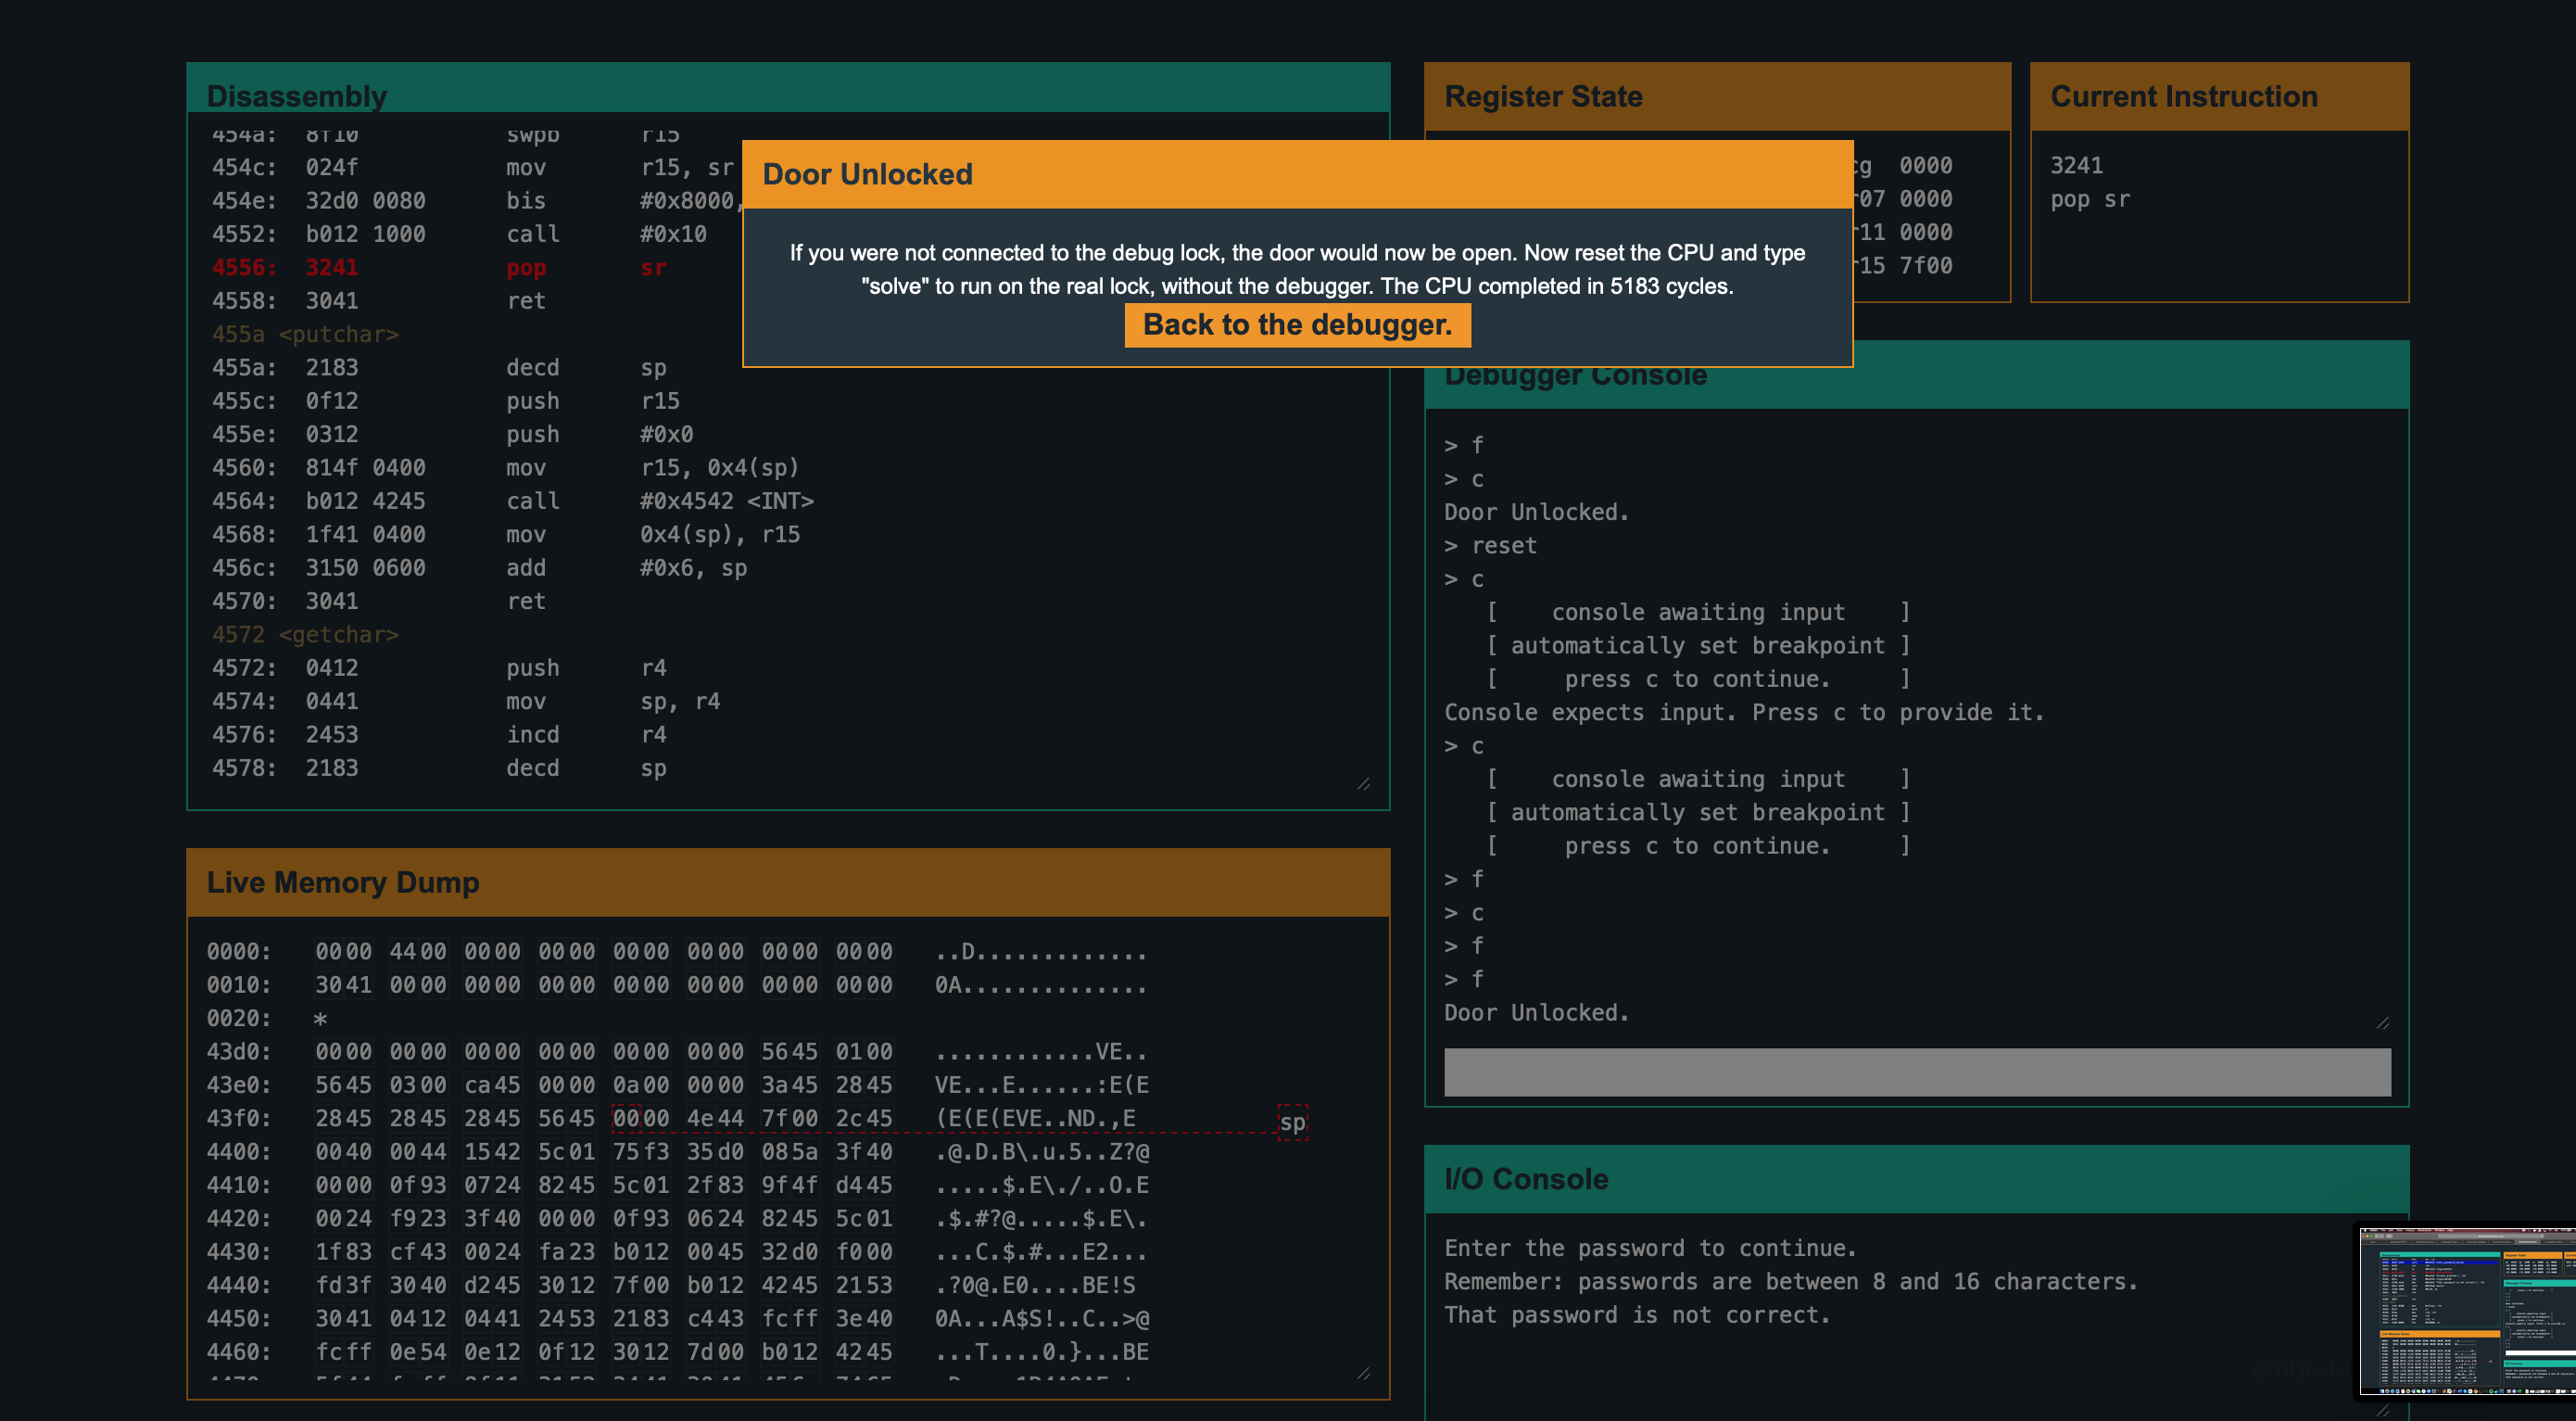 Disassembly
454a: 8f10 swpb r15
454c: 024f mov r15, sr
454e: 32d0 0080 bis #0x8000,
4552: b012 1000 call #0x10
4556: 3241 pop sr
4558: 3041 ret
455a <putchar>
455a: 2183 decd sp
455c: 0f12 push r15
455e: 0312 push #0x0
4560: 814f 0400 mov r15, 0x4(sp)
4564: b012 4245 call #0x4542 <INT>
4568: 1f41 0400 mov 0x4(sp), r15
456c: 3150 0600 add #0x6, sp
4570: 3041 ret
4572 <getchar>
4572: 0412 push r4
4574: 0441 mov sp, r4
4576: 2453 incd r4
4578: 2183 decd sp
Door Unlocked
If you were not connected to the debug lock, the door would now be open. Now reset the CPU and type
"solve" to run on the real lock, without the debugger. The CPU completed in 5183 cycles.
Back to the debugger.
Register State
cg 0000
r07 0000
r11 0000
r15 7f00
Current Instruction
3241
pop sr
Live Memory Dump
0000: 0000 4400 0000 0000 0000 0000 0000 0000 ..D.............
0010: 3041 0000 0000 0000 0000 0000 0000 0000 0A..............
0020: *
43d0: 0000 0000 0000 0000 0000 0000 5645 0100 ............VE..
43e0: 5645 0300 ca45 0000 0a00 0000 3a45 2845 VE...E......:E(E
43f0: 2845 2845 2845 5645 0000 4e44 7f00 2c45 (E(E(EVE..ND.,E sp
4400: 0040 0044 1542 5c01 75f3 35d0 085a 3f40 .@.D.B\.u.5..Z?@
4410: 0000 0f93 0724 8245 5c01 2f83 9f4f d445 .....$.E\./..O.E
4420: 0024 f923 3f40 0000 0f93 0624 8245 5c01 .$.#?@.....$.E\.
4430: 1f83 cf43 0024 fa23 b012 0045 32d0 f000 ...C.$.#...E2...
4440: fd3f 3040 d245 3012 7f00 b012 4245 2153 .?0@.E0....BE!S
4450: 3041 0412 0441 2453 2183 c443 fcff 3e40 0A...A$S!..C..>@
4460: fcff 0e54 0e12 0f12 3012 7d00 b012 4245 ...T....0.}...BE
Debugger Console
> f
> c
Door Unlocked.
> reset
> c
[ console awaiting input ]
[ automatically set breakpoint ]
[ press c to continue. ]
Console expects input. Press c to provide it.
> c
[ console awaiting input ]
[ automatically set breakpoint ]
[ press c to continue. ]
> f
> c
> f
> f
Door Unlocked.
I/O Console
Enter the password to continue.
Remember: passwords are between 8 and 16 characters.
That password is not correct.